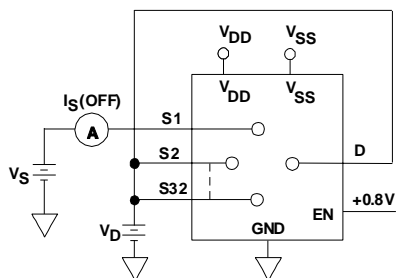 VDD VSS
VDD VSS
IS(OFF)
A
S1
S2
D
S32
+0.8V
EN
GND
VS
VD